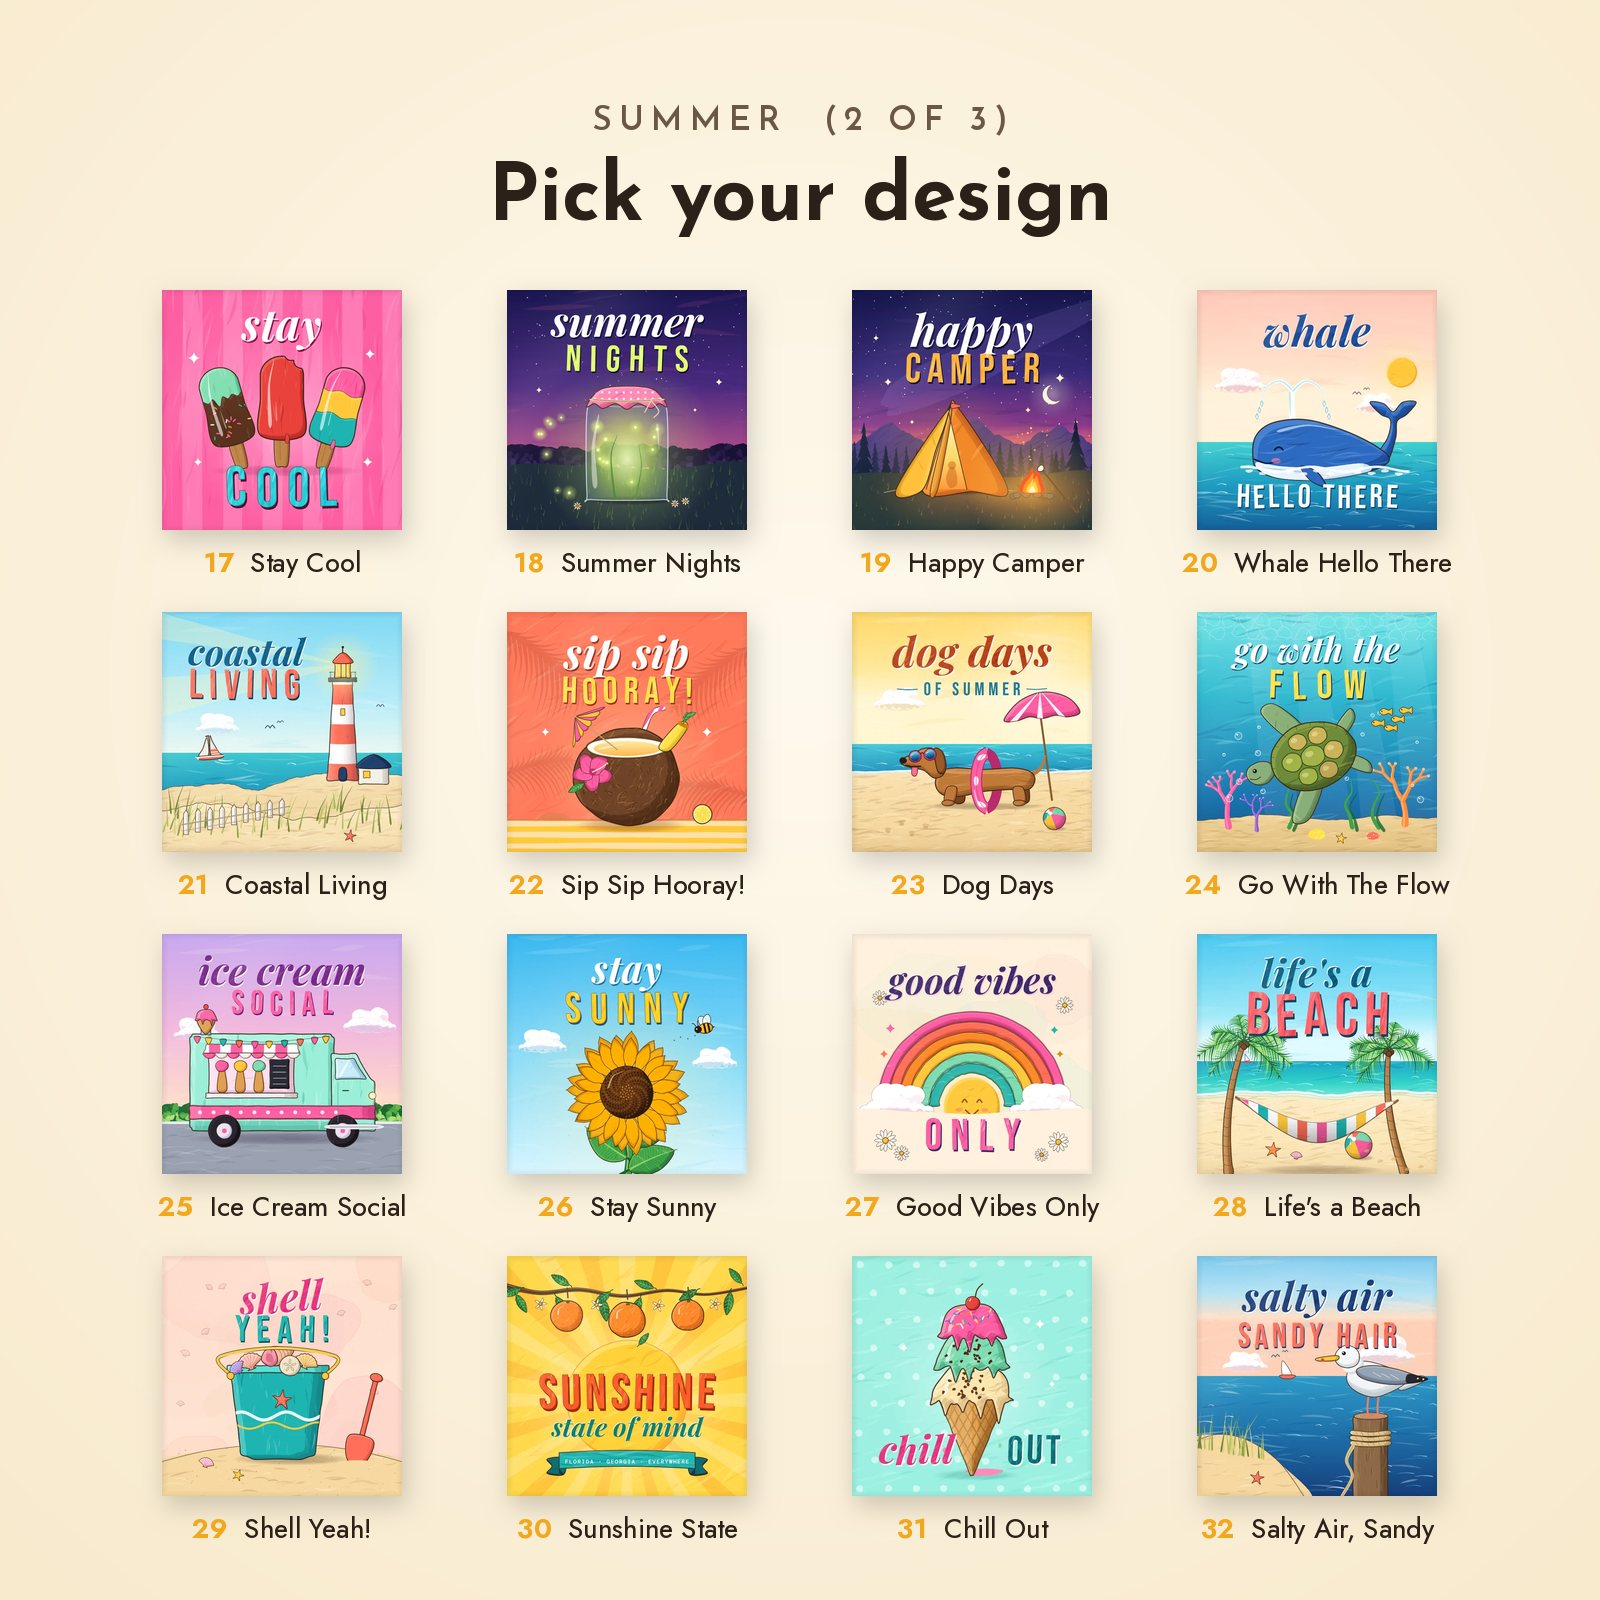 SUMMER (2 OF 3)
Pick your design
stay
COOL
17 Stay Cool
summer
NIGHTS
18 Summer Nights
happy
CAMPER
19 Happy Camper
whale
HELLO THERE
20 Whale Hello There
coastal
LIVING
21 Coastal Living
sip sip
HOORAY!
22 Sip Sip Hooray!
dog days
OF SUMMER
23 Dog Days
go with the
FLOW
24 Go With The Flow
ice cream
SOCIAL
25 Ice Cream Social
stay
SUNNY
26 Stay Sunny
good vibes
ONLY
27 Good Vibes Only
life's a
BEACH
28 Life's a Beach
shell
YEAH!
29 Shell Yeah!
SUNSHINE
state of mind
FLORIDA · GEORGIA · EVERYWHERE
30 Sunshine State
chill OUT
31 Chill Out
salty air
SANDY HAIR
32 Salty Air, Sandy